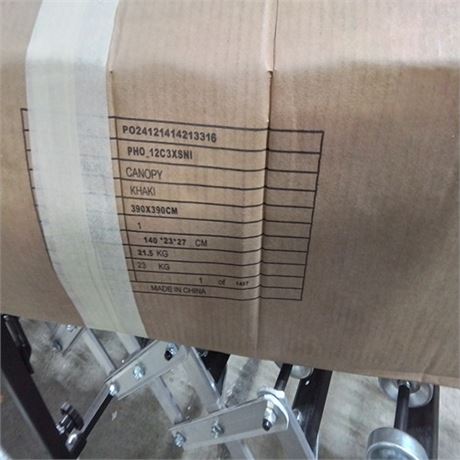 PO24121414213316
PHO_12C3XSNI
CANOPY
KHAKI
390X390CM
1
140 *23*27 CM
21.5 KG
23 KG
1 of 1457
MADE IN CHINA